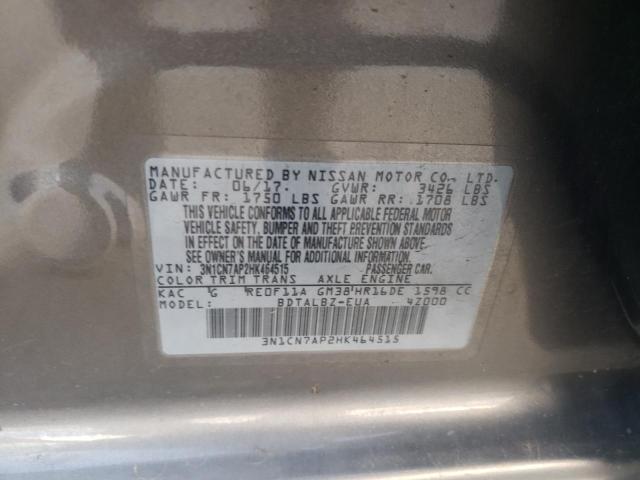 MANUFACTURED BY NISSAN MOTOR CO., LTD.
DATE: 06/17. GVWR: 3426 LBS
GAWR FR: 1750 LBS GAWR RR: 1708 LBS
THIS VEHICLE CONFORMS TO ALL APPLICABLE FEDERAL MOTOR
VEHICLE SAFETY, BUMPER AND THEFT PREVENTION STANDARDS
IN EFFECT ON THE DATE OF MANUFACTURE SHOWN ABOVE.
SEE OWNER'S MANUAL FOR ADDITIONAL INFORMATION.
VIN: 3N1CN7AP2HK464515 PASSENGER CAR.
COLOR TRIM TRANS AXLE ENGINE
KAC G RE0F11A GM38 HR16DE 1598 CC
MODEL: BDTALBZ-EUA 4Z000
3N1CN7AP2HK464515